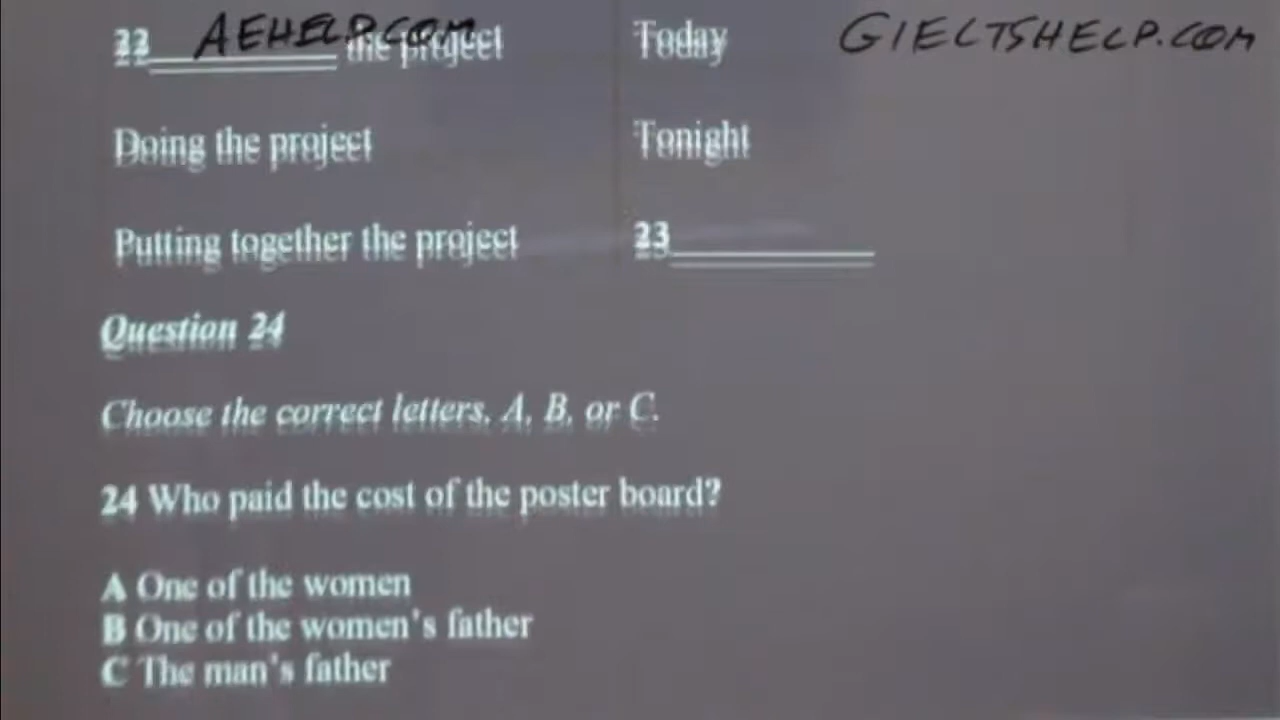 AEHELP.COM GIELTSHELP.COM
22__________ the project Today
Doing the project Tonight
Putting together the project 23__________
Question 24
Choose the correct letters, A, B, or C.
24 Who paid the cost of the poster board?
A One of the women
B One of the women's father
C The man's father